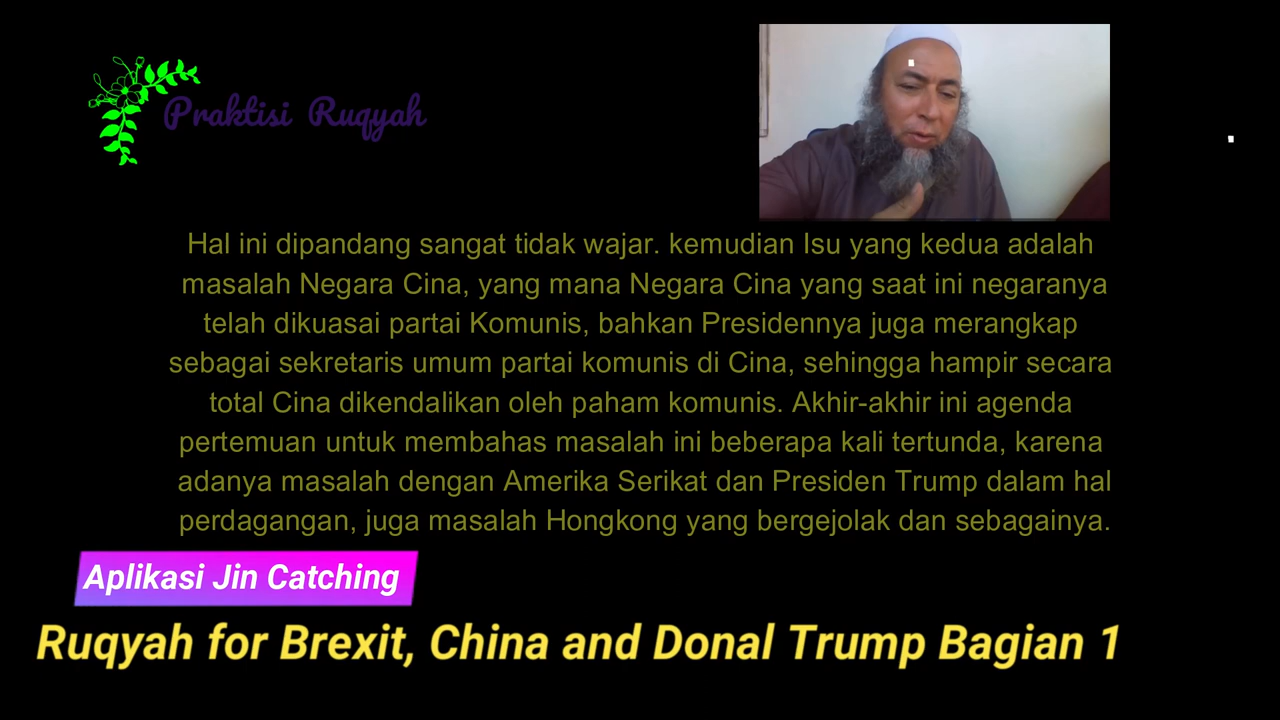 Praktisi Ruqyah
Hal ini dipandang sangat tidak wajar. kemudian Isu yang kedua adalah
masalah Negara Cina, yang mana Negara Cina yang saat ini negaranya
telah dikuasai partai Komunis, bahkan Presidennya juga merangkap
sebagai sekretaris umum partai komunis di Cina, sehingga hampir secara
total Cina dikendalikan oleh paham komunis. Akhir-akhir ini agenda
pertemuan untuk membahas masalah ini beberapa kali tertunda, karena
adanya masalah dengan Amerika Serikat dan Presiden Trump dalam hal
perdagangan, juga masalah Hongkong yang bergejolak dan sebagainya.
Aplikasi Jin Catching
Ruqyah for Brexit, China and Donal Trump Bagian 1